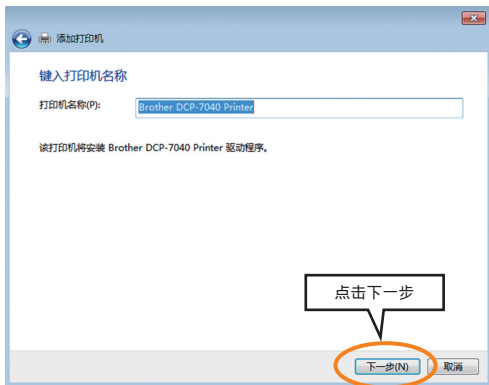 添加打印机
键入打印机名称
打印机名称(P): Brother DCP-7040 Printer
该打印机将安装 Brother DCP-7040 Printer 驱动程序。
点击下一步
下一步(N) 取消